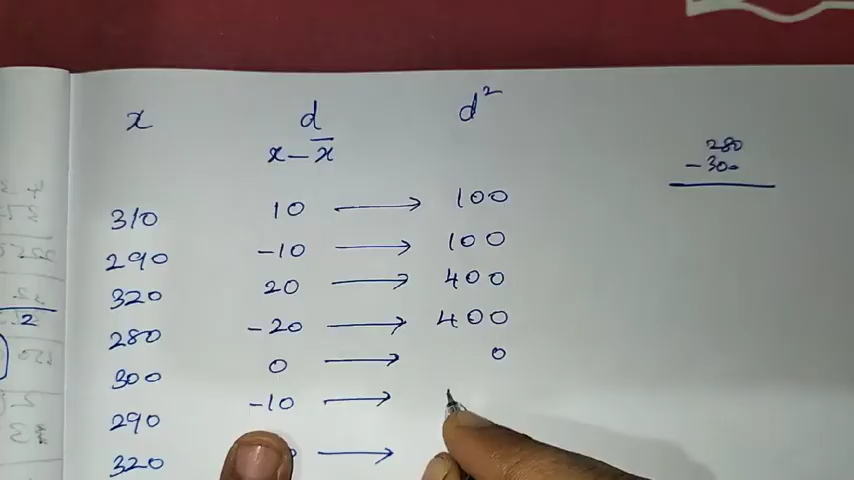 x d d²
x – x̄
280
– 300
310 10 → 100
290 -10 → 100
320 20 → 400
280 -20 → 400
300 0 → 0
290 -10 →
320 →